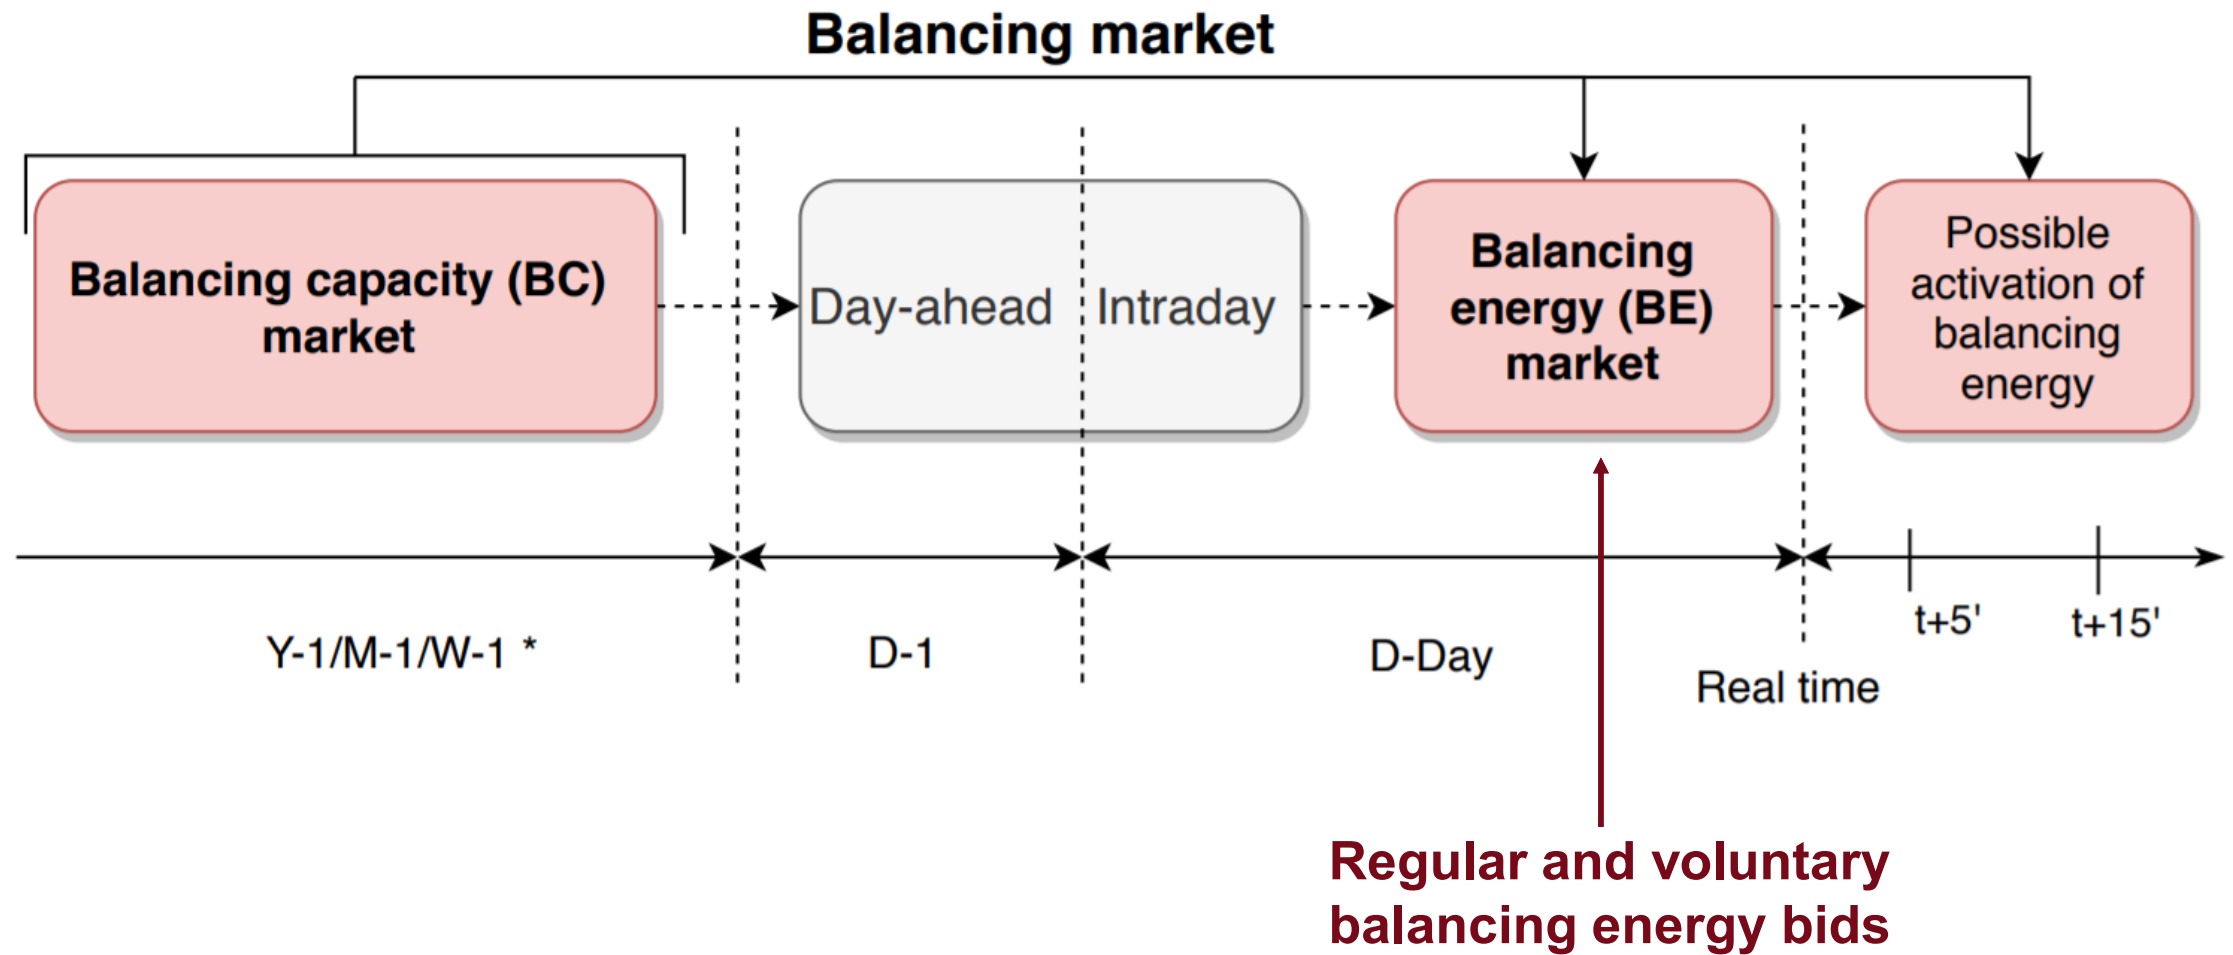 Balancing market
Balancing capacity (BC)
market
Day-ahead
Intraday
Balancing
energy (BE)
market
Possible
activation of
balancing
energy
Y-1/M-1/W-1 *
D-1
D-Day
Real time
t+5'
t+15'
Regular and voluntary
balancing energy bids